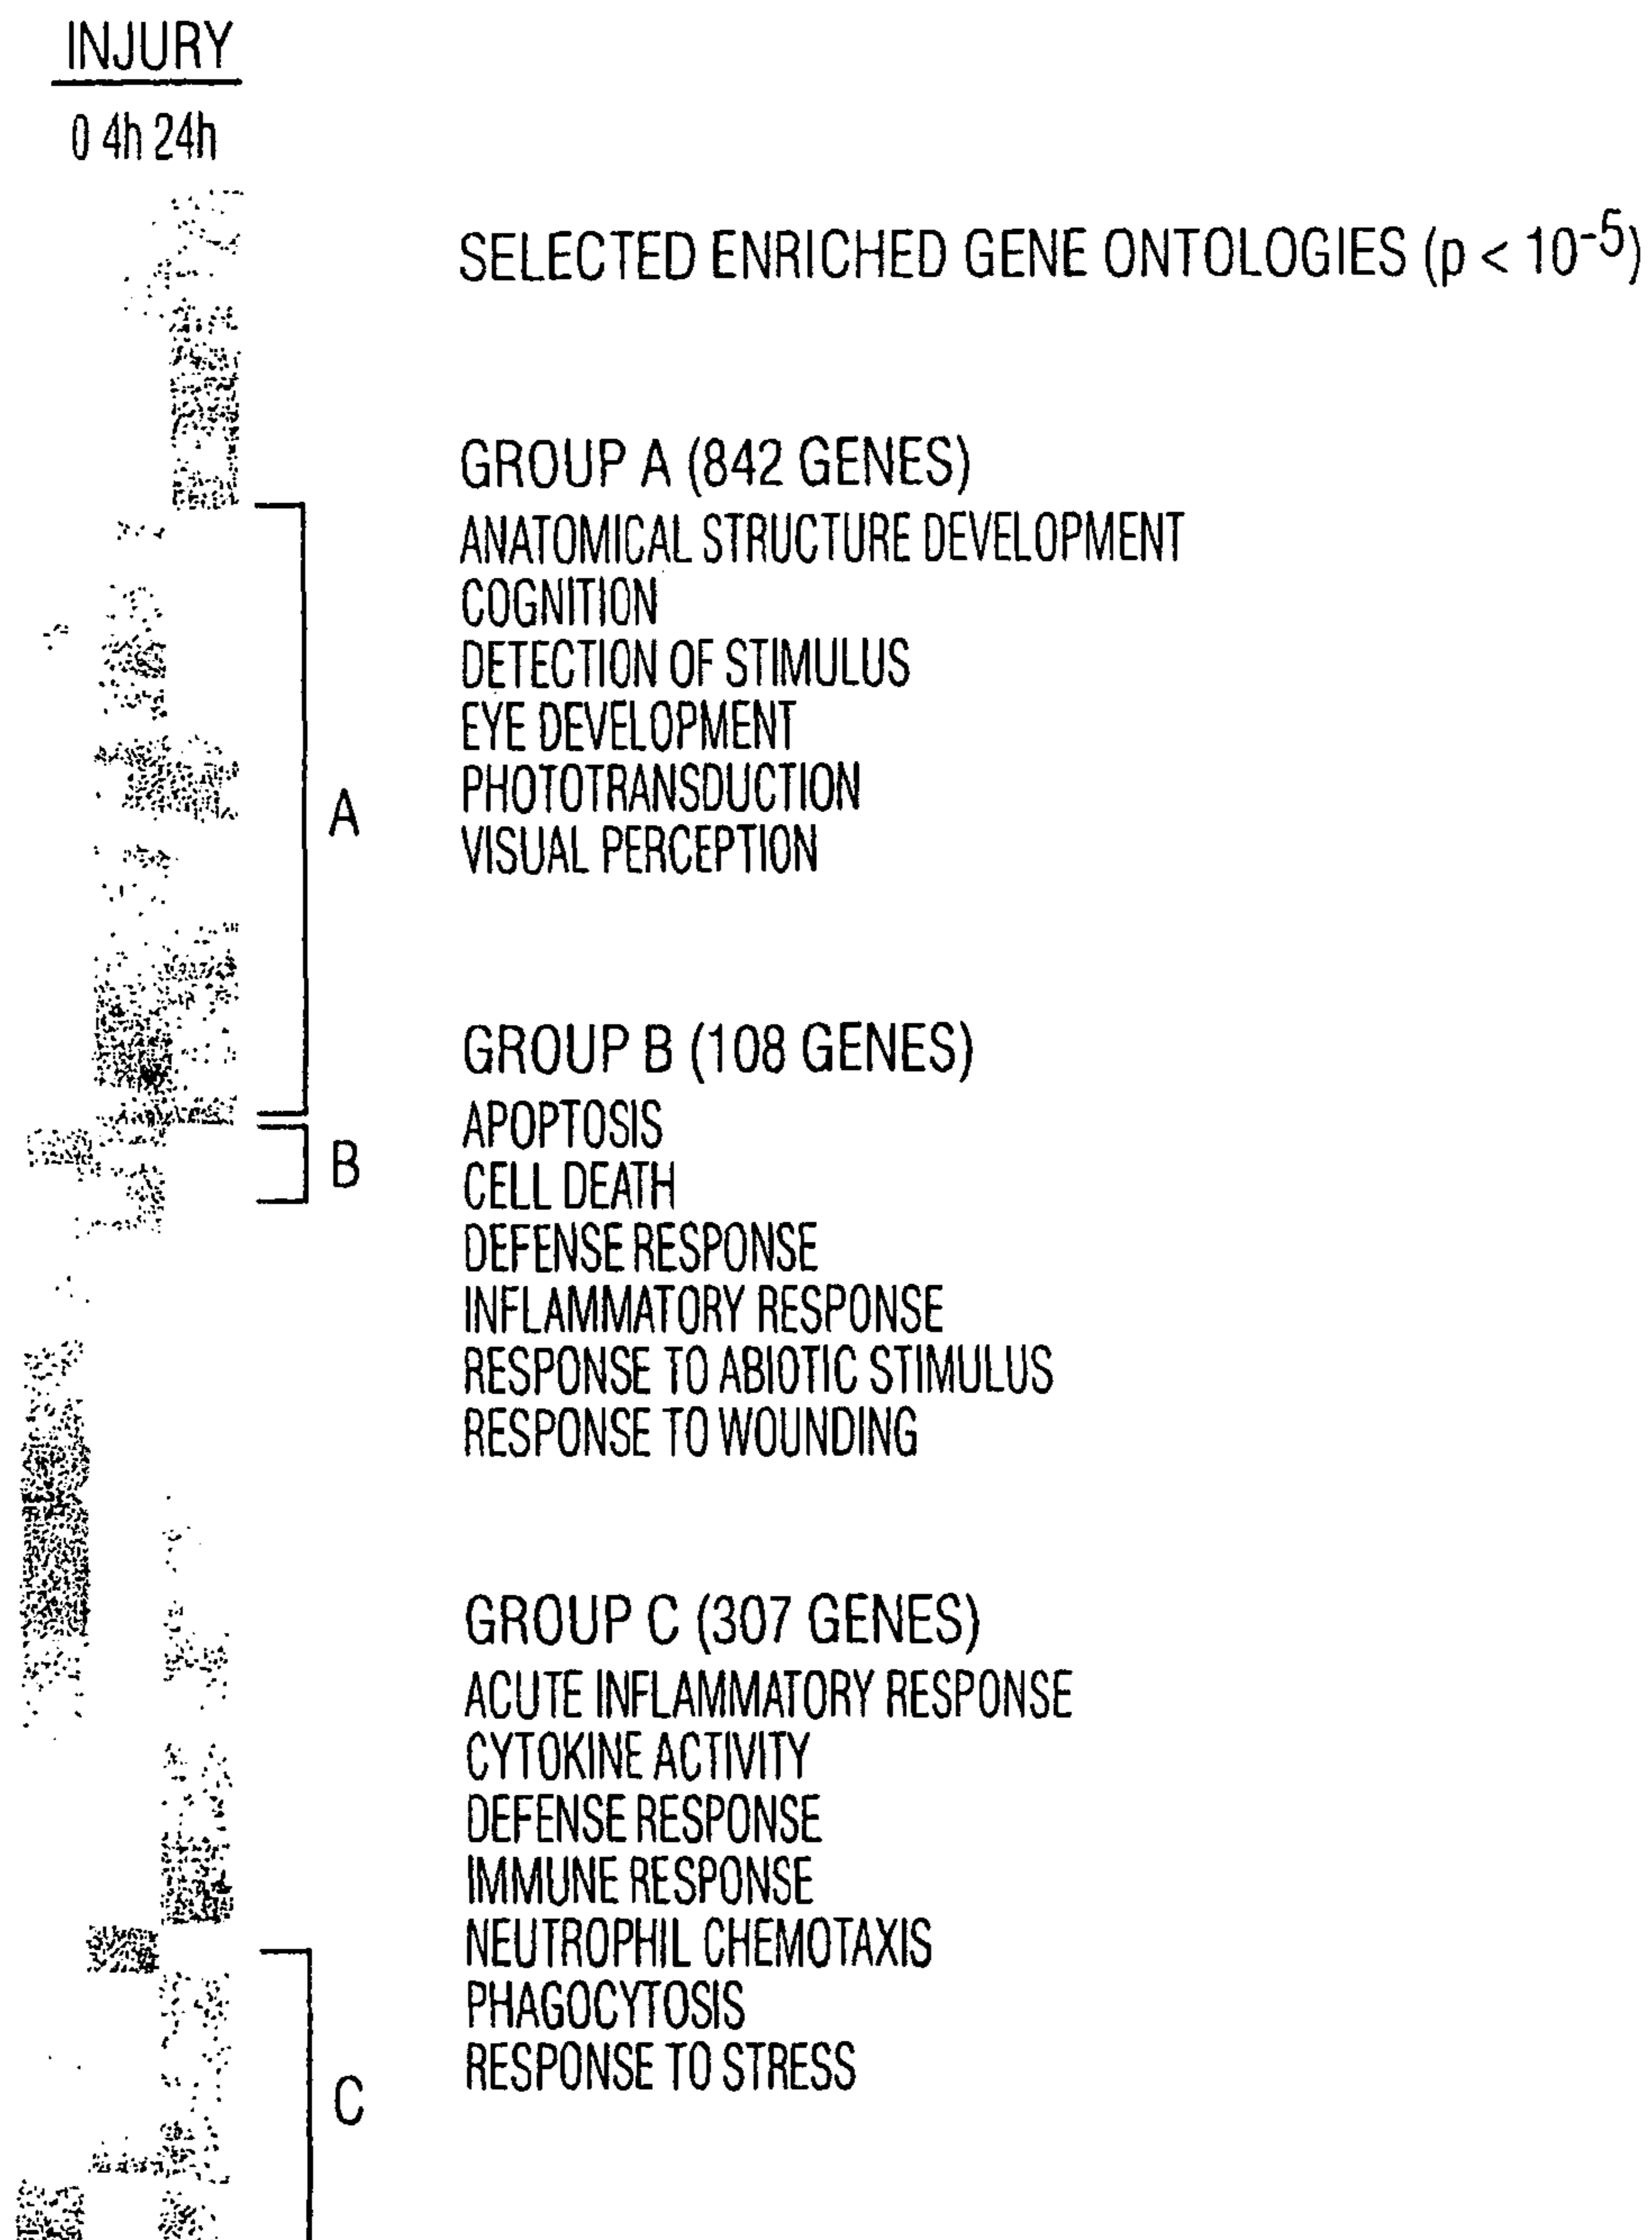 INJURY
0 4h 24h
SELECTED ENRICHED GENE ONTOLOGIES (p < 10-5)
GROUP A (842 GENES)
ANATOMICAL STRUCTURE DEVELOPMENT
COGNITION
DETECTION OF STIMULUS
EYE DEVELOPMENT
PHOTOTRANSDUCTION
VISUAL PERCEPTION
A
GROUP B (108 GENES)
APOPTOSIS
CELL DEATH
DEFENSE RESPONSE
INFLAMMATORY RESPONSE
RESPONSE TO ABIOTIC STIMULUS
RESPONSE TO WOUNDING
B
GROUP C (307 GENES)
ACUTE INFLAMMATORY RESPONSE
CYTOKINE ACTIVITY
DEFENSE RESPONSE
IMMUNE RESPONSE
NEUTROPHIL CHEMOTAXIS
PHAGOCYTOSIS
RESPONSE TO STRESS
C